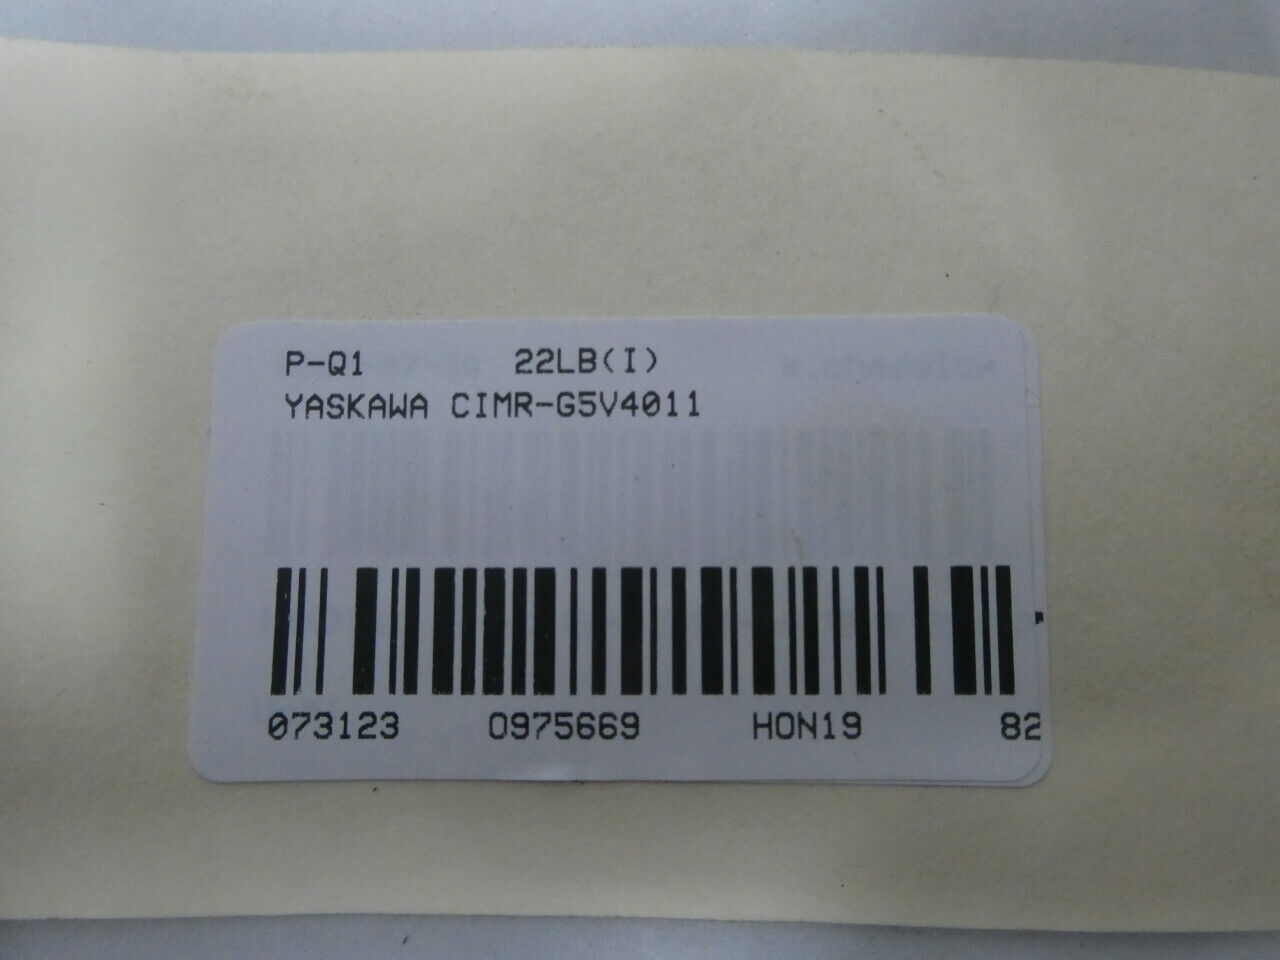 P-Q1 22LB(I)
YASKAWA CIMR-G5V4011
073123 0975669 HON19 82